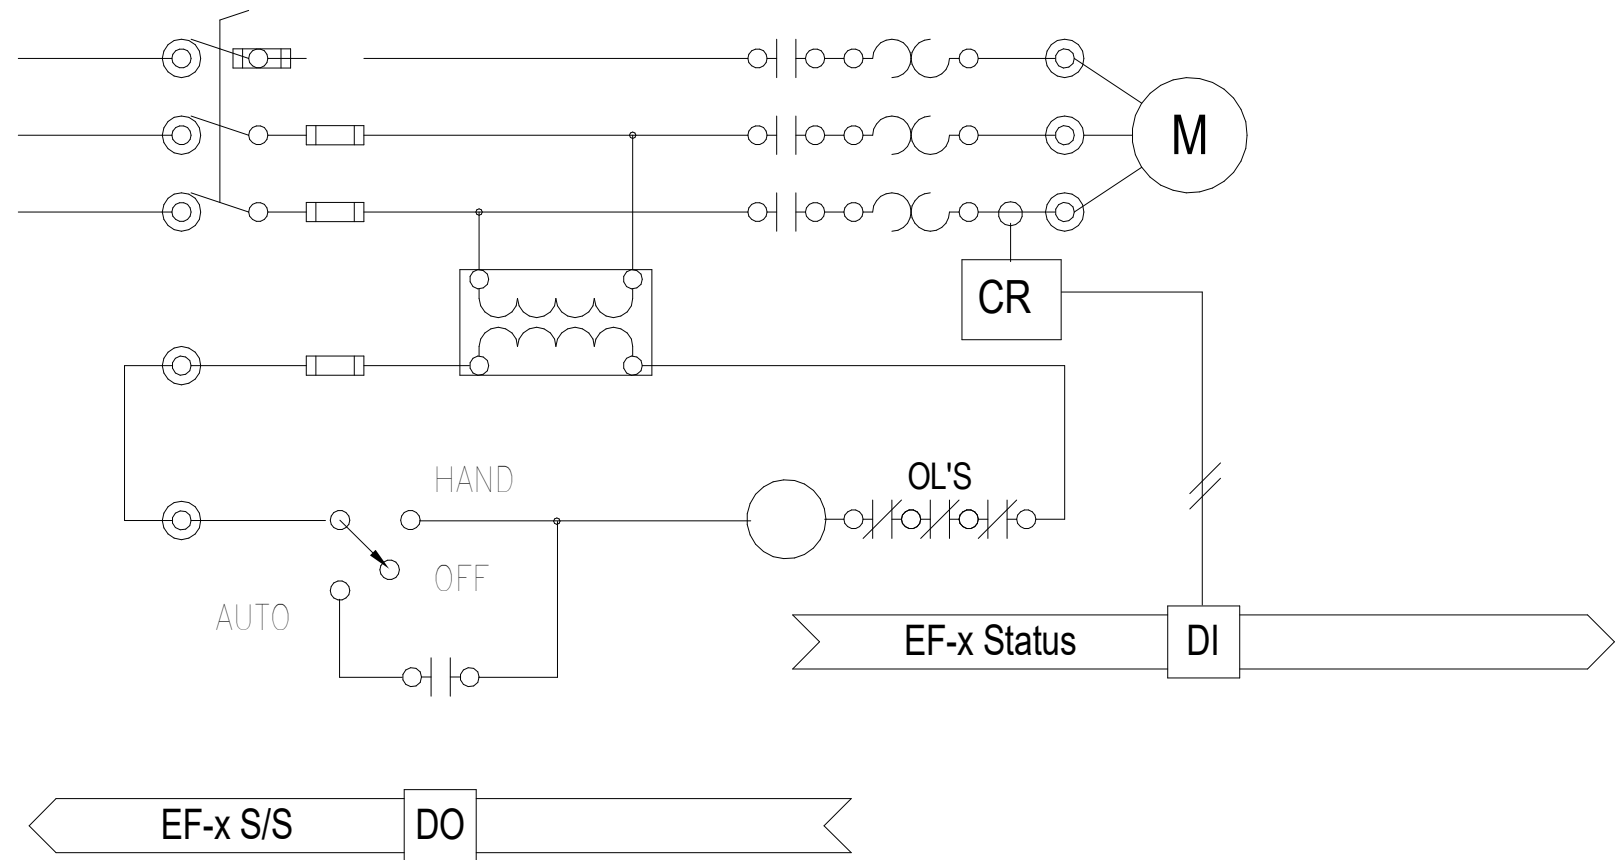 M
CR
HAND
OL'S
OFF
AUTO
EF-x Status
DI
EF-x S/S
DO